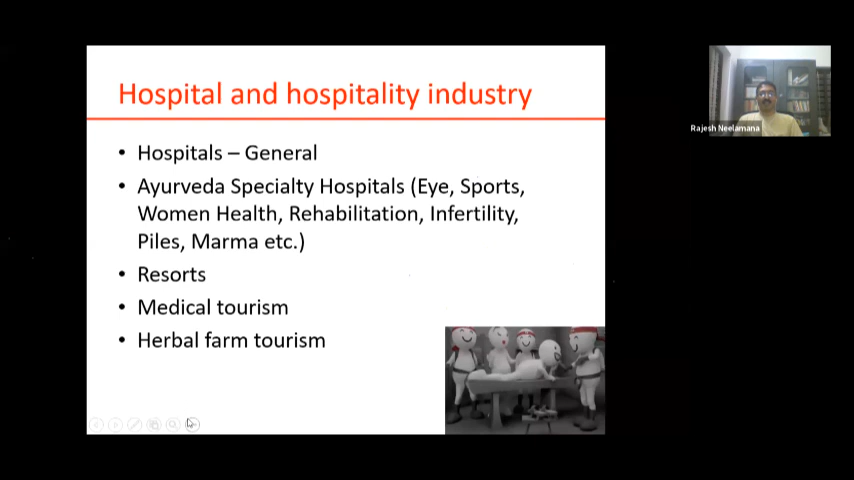 Hospital and hospitality industry
• Hospitals – General
• Ayurveda Specialty Hospitals (Eye, Sports,
Women Health, Rehabilitation, Infertility,
Piles, Marma etc.)
• Resorts
• Medical tourism
• Herbal farm tourism
Rajesh Neelamana